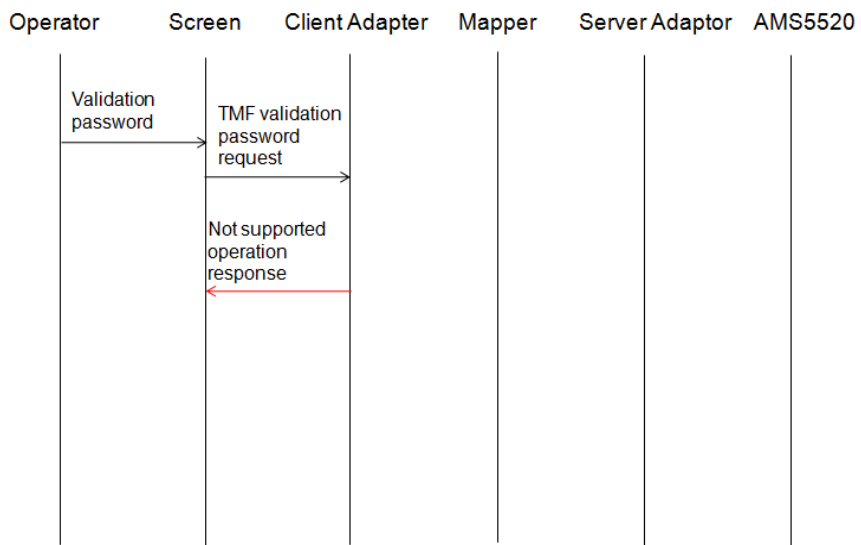 Operator Screen Client Adapter Mapper Server Adaptor AMS5520
Validation
password
TMF validation
password
request
Not supported
operation
response